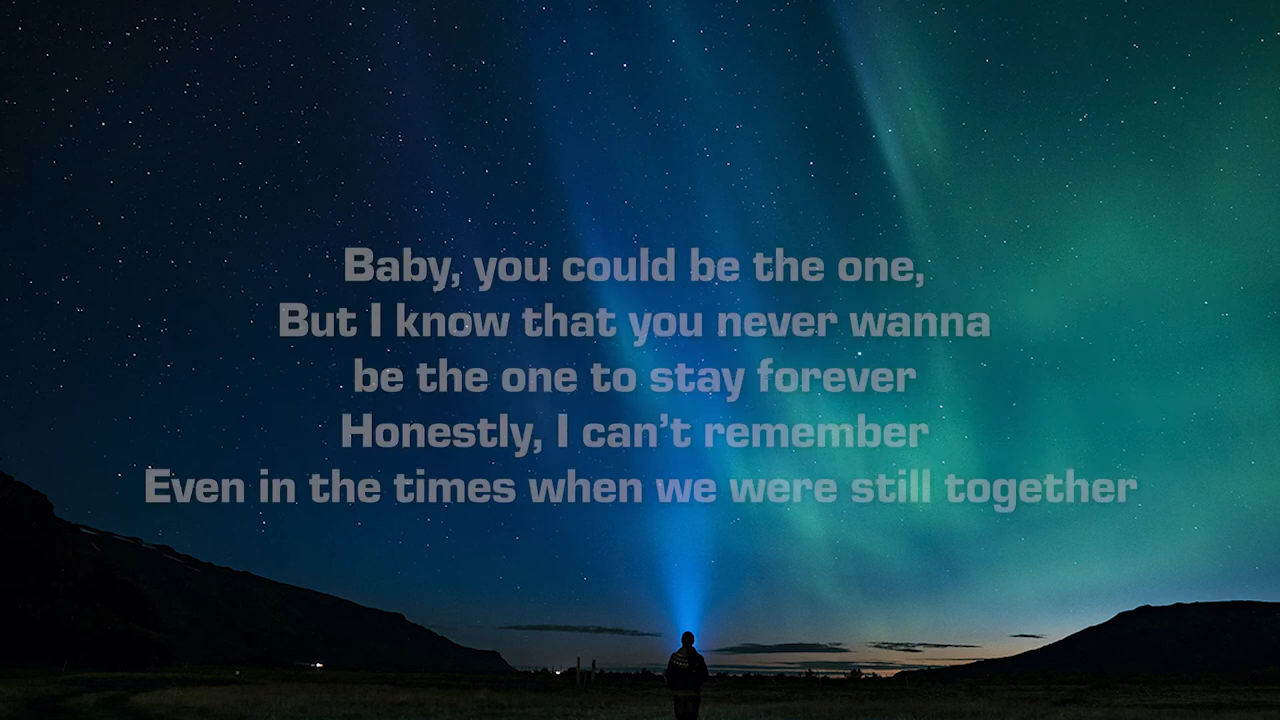 Baby, you could be the one,
But I know that you never wanna
be the one to stay forever
Honestly, I can’t remember
Even in the times when we were still together